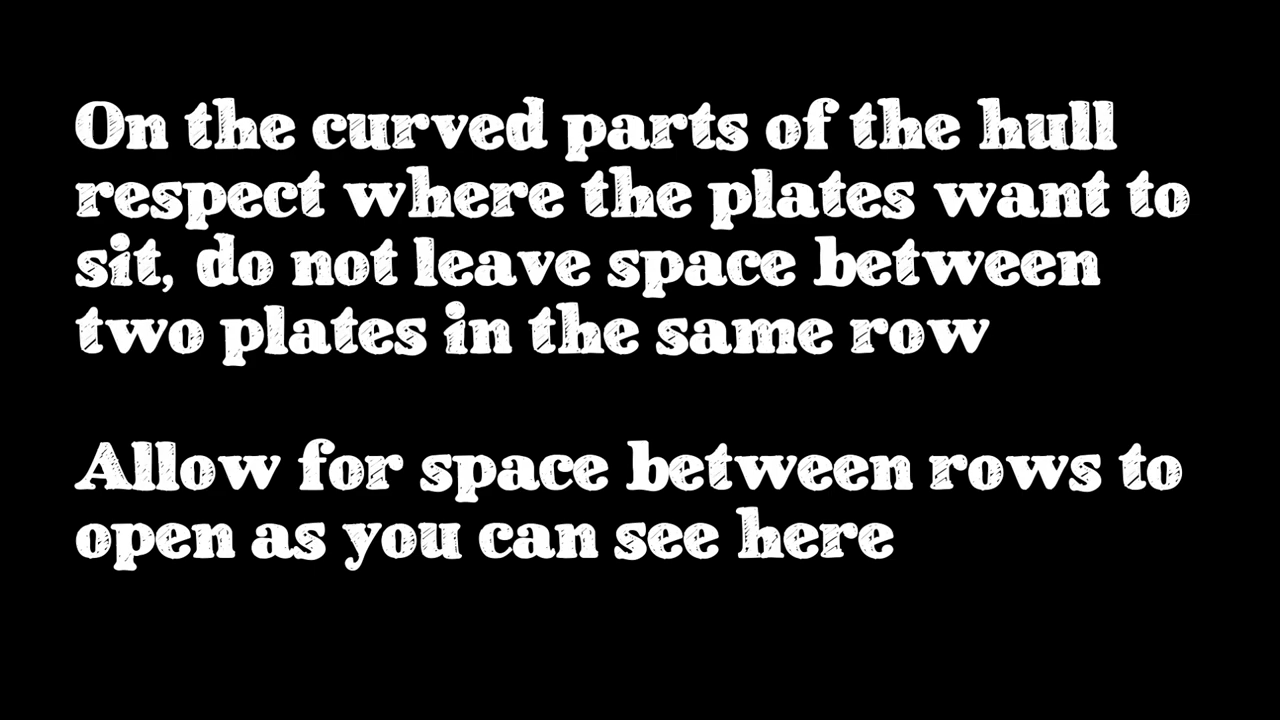 On the curved parts of the hull
respect where the plates want to
sit, do not leave space between
two plates in the same row
Allow for space between rows to
open as you can see here